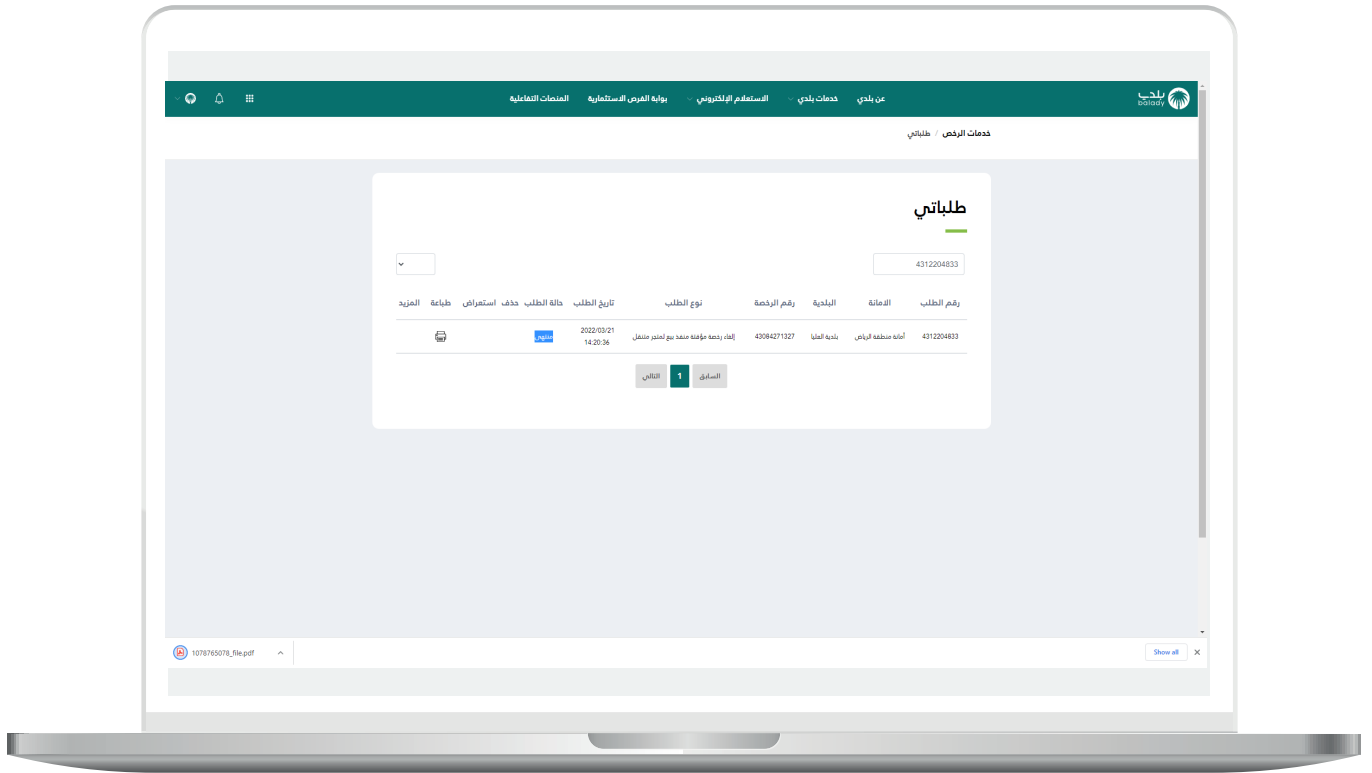 بلدي
balady
عن بلدي
خدمات بلدي
الاستعلام الإلكتروني
بوابة الفرص الاستثمارية
المنصات التفاعلية
خدمات الرخص / طلباتي
طلباتي
4312204833
رقم الطلب الامانة البلدية رقم الرخصة نوع الطلب تاريخ الطلب حالة الطلب حذف استعراض طباعة المزيد
4312204833 أمانة منطقة الرياض بلدية العليا 43094271327 إلغاء رخصة مؤقتة منفذ بيع لمتجر متنقل 2022/03/21 منتهي
14:20:36
السابق 1 التالي
1078765078_file.pdf
Show all